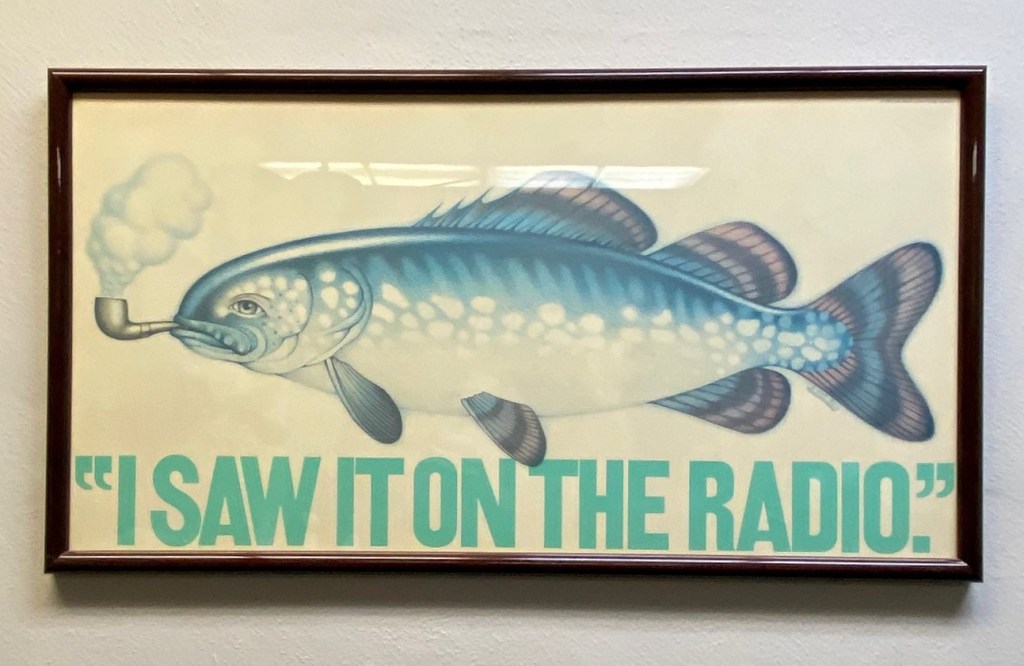 “I SAW IT ON THE RADIO.”